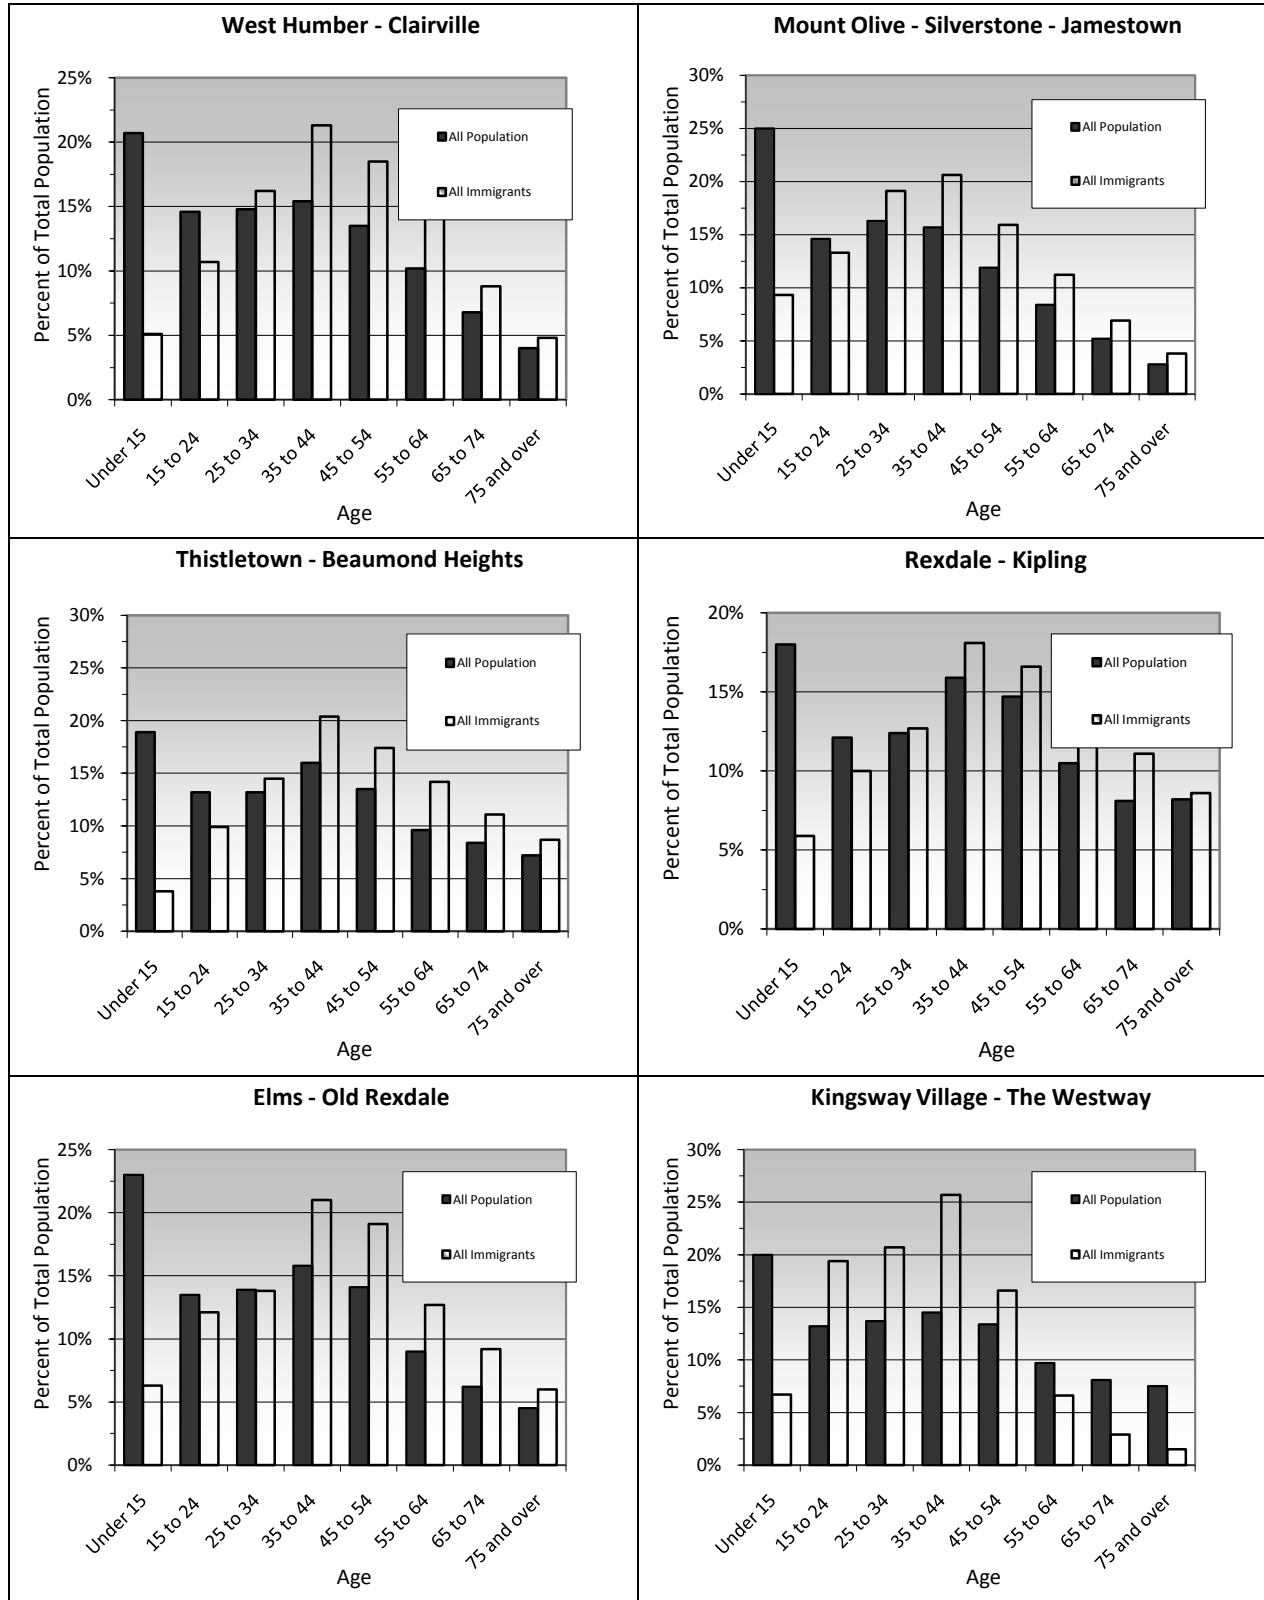 West Humber - Clairville
Percent of Total Population
25%
20%
15%
10%
5%
0%
All Population
All Immigrants
Under 15
15 to 24
25 to 34
35 to 44
45 to 54
55 to 64
65 to 74
75 and over
Age
Mount Olive - Silverstone - Jamestown
Percent of Total Population
30%
25%
20%
15%
10%
5%
0%
All Population
All Immigrants
Under 15
15 to 24
25 to 34
35 to 44
45 to 54
55 to 64
65 to 74
75 and over
Age
Thistletown - Beaumond Heights
Percent of Total Population
30%
25%
20%
15%
10%
5%
0%
All Population
All Immigrants
Under 15
15 to 24
25 to 34
35 to 44
45 to 54
55 to 64
65 to 74
75 and over
Age
Rexdale - Kipling
Percent of Total Population
20%
15%
10%
5%
0%
All Population
All Immigrants
Under 15
15 to 24
25 to 34
35 to 44
45 to 54
55 to 64
65 to 74
75 and over
Age
Elms - Old Rexdale
Percent of Total Population
25%
20%
15%
10%
5%
0%
All Population
All Immigrants
Under 15
15 to 24
25 to 34
35 to 44
45 to 54
55 to 64
65 to 74
75 and over
Age
Kingsway Village - The Westway
Percent of Total Population
30%
25%
20%
15%
10%
5%
0%
All Population
All Immigrants
Under 15
15 to 24
25 to 34
35 to 44
45 to 54
55 to 64
65 to 74
75 and over
Age